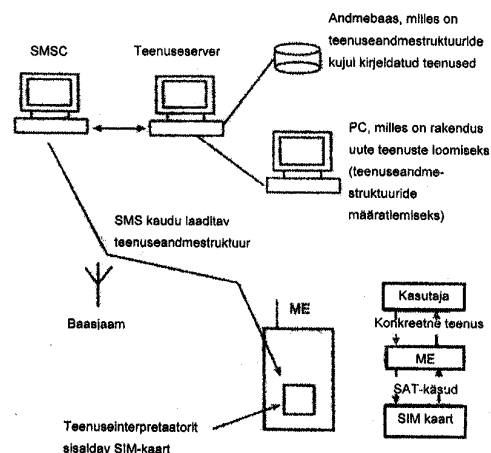 Andmebaas, milles on
teenuseandmestruktuuride
kujul kirjeldatud teenused
SMSC
Teenuseserver
PC, milles on rakendus
uute teenuste loomiseks
(teenuseandme-
struktuuride
määratlemiseks)
SMS kaudu laaditav
teenuseandmestruktuur
Baasjaam
ME
Teenuseinterpretaatorit
sisaldav SIM-kaart
Kasutaja
Konkreetne teenus
ME
SAT-käsud
SIM kaart